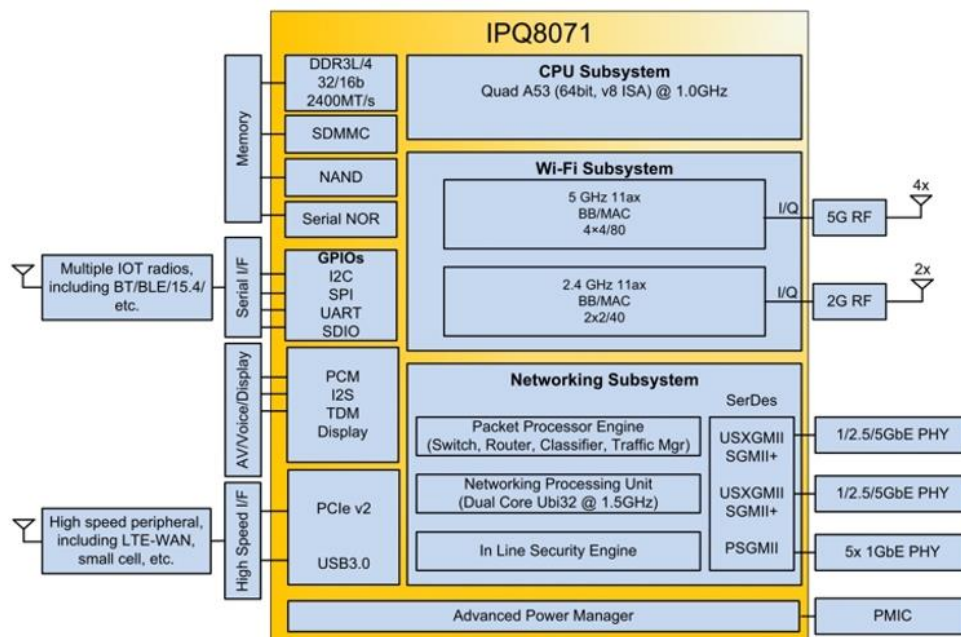 IPQ8071
Memory
DDR3L/4
32/16b
2400MT/s
SDMMC
NAND
Serial NOR
CPU Subsystem
Quad A53 (64bit, v8 ISA) @ 1.0GHz
Wi-Fi Subsystem
5 GHz 11ax
BB/MAC
4×4/80
I/Q
5G RF
4x
2.4 GHz 11ax
BB/MAC
2x2/40
I/Q
2G RF
2x
Multiple IOT radios,
including BT/BLE/15.4/
etc.
Serial I/F
GPIOs
I2C
SPI
UART
SDIO
AV/Voice/Display
PCM
I2S
TDM
Display
High speed peripheral,
including LTE-WAN,
small cell, etc.
High Speed I/F
PCIe v2
USB3.0
Networking Subsystem
Packet Processor Engine
(Switch, Router, Classifier, Traffic Mgr)
Networking Processing Unit
(Dual Core Ubi32 @ 1.5GHz)
In Line Security Engine
SerDes
USXGMII
SGMII+
USXGMII
SGMII+
PSGMII
1/2.5/5GbE PHY
1/2.5/5GbE PHY
5x 1GbE PHY
Advanced Power Manager
PMIC